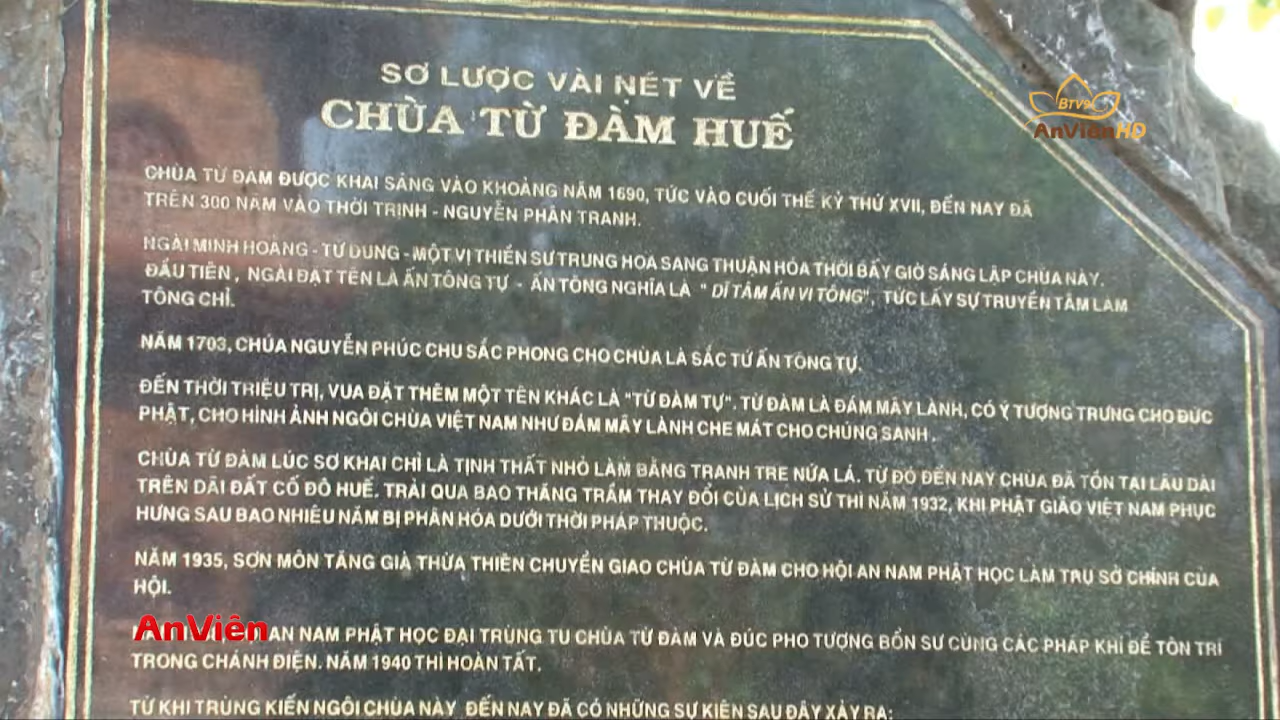 SƠ LƯỢC VÀI NÉT VỀ
CHÙA TỪ ĐÀM HUẾ
BTV9
AnViênHD
CHÙA TỪ ĐÀM ĐƯỢC KHAI SÁNG VÀO KHOẢNG NĂM 1690, TỨC VÀO CUỐI THẾ KỶ THỨ XVII, ĐẾN NAY ĐÃ
TRÊN 300 NĂM VÀO THỜI TRỊNH - NGUYỄN PHÂN TRANH.
NGÀI MINH HOẰNG - TỬ DUNG - MỘT VỊ THIỀN SƯ TRUNG HOA SANG THUẬN HÓA THỜI BẤY GIỜ SÁNG LẬP CHÙA NÀY.
ĐẦU TIÊN, NGÀI ĐẶT TÊN LÀ ẤN TÔNG TỰ - ẤN TÔNG NGHĨA LÀ " DĨ TÂM ẤN VI TÔNG", TỨC LẤY SỰ TRUYỀN TÂM LÀM
TÔNG CHỈ.
NĂM 1703, CHÚA NGUYỄN PHÚC CHU SẮC PHONG CHO CHÙA LÀ SẮC TỨ ẤN TÔNG TỰ.
ĐẾN THỜI TRIỆU TRỊ, VUA ĐẶT THÊM MỘT TÊN KHÁC LÀ "TỪ ĐÀM TỰ". TỪ ĐÀM LÀ ĐÁM MÂY LÀNH, CÓ Ý TƯỢNG TRƯNG CHO ĐỨC
PHẬT, CHO HÌNH ẢNH NGÔI CHÙA VIỆT NAM NHƯ ĐÁM MÂY LÀNH CHE MÁT CHO CHÚNG SANH.
CHÙA TỪ ĐÀM LÚC SƠ KHAI CHỈ LÀ TỊNH THẤT NHỎ LÀM BẰNG TRANH TRE NỨA LÁ. TỪ ĐÓ ĐẾN NAY CHÙA ĐÃ TỒN TẠI LÂU DÀI
TRÊN DÃI ĐẤT CỐ ĐÔ HUẾ. TRẢI QUA BAO THĂNG TRẦM THAY ĐỔI CỦA LỊCH SỬ THÌ NĂM 1932, KHI PHẬT GIÁO VIỆT NAM PHỤC
HƯNG SAU BAO NHIÊU NĂM BỊ PHÂN HÓA DƯỚI THỜI PHÁP THUỘC.
NĂM 1935, SƠN MÔN TĂNG GIÀ THỪA THIÊN CHUYỂN GIAO CHÙA TỪ ĐÀM CHO HỘI AN NAM PHẬT HỌC LÀM TRỤ SỞ CHÍNH CỦA
HỘI.
AnViên AN NAM PHẬT HỌC ĐẠI TRÙNG TU CHÙA TỪ ĐÀM VÀ ĐÚC PHO TƯỢNG BỔN SƯ CÙNG CÁC PHÁP KHÍ ĐỂ TÔN TRÍ
TRONG CHÁNH ĐIỆN. NĂM 1940 THÌ HOÀN TẤT.
TỪ KHI TRÙNG KIẾN NGÔI CHÙA NÀY ĐẾN NAY ĐÃ CÓ NHỮNG SỰ KIỆN SAU ĐÂY XẢY RA: